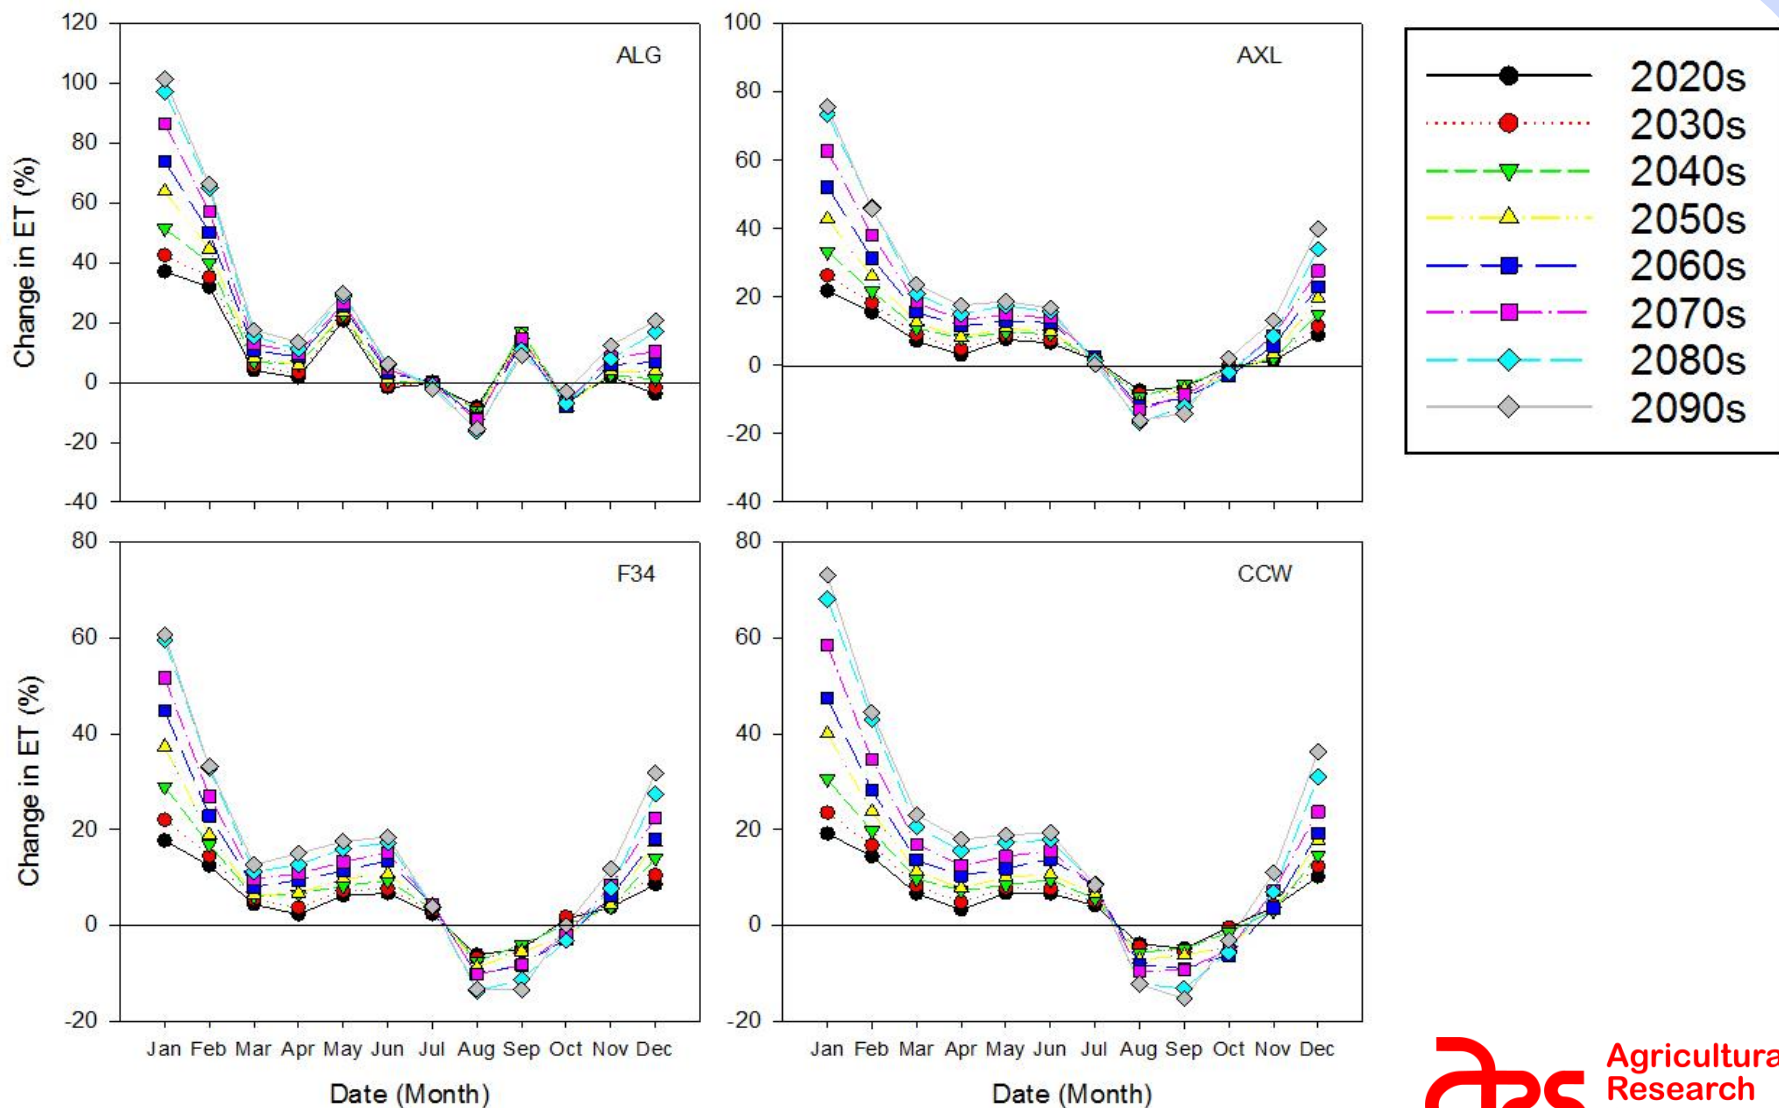 120
100
80
60
40
20
0
-20
-40
Change in ET (%)
ALG
100
80
60
40
20
0
-20
-40
AXL
2020s
2030s
2040s
2050s
2060s
2070s
2080s
2090s
80
60
40
20
0
-20
Change in ET (%)
F34
Jan Feb Mar Apr May Jun Jul Aug Sep Oct Nov Dec
Date (Month)
80
60
40
20
0
-20
CCW
Jan Feb Mar Apr May Jun Jul Aug Sep Oct Nov Dec
Date (Month)
ars
Agricultura
Research